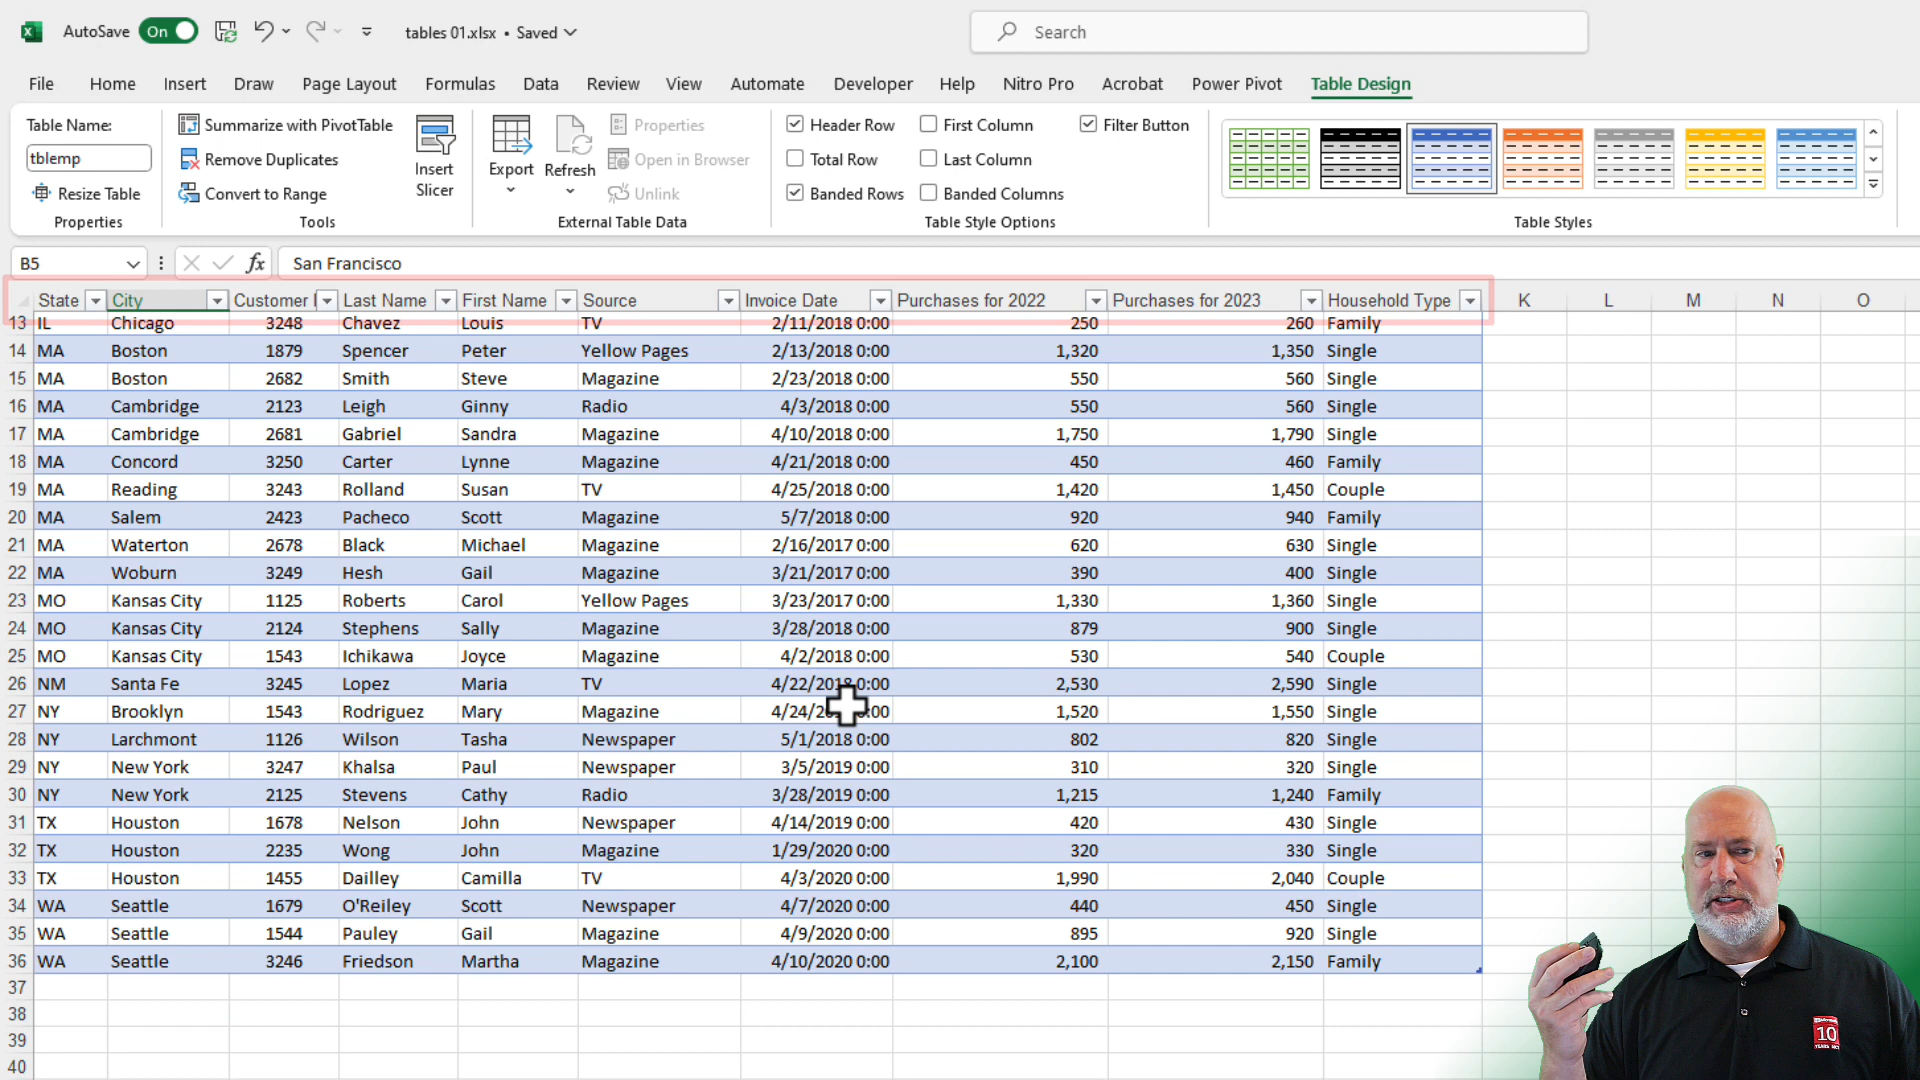 AutoSave On tables 01.xlsx • Saved Search
File Home Insert Draw Page Layout Formulas Data Review View Automate Developer Help Nitro Pro Acrobat Power Pivot Table Design
Table Name:
tblemp
Resize Table
Properties
Summarize with PivotTable
Remove Duplicates
Convert to Range
Tools
Insert
Slicer
Export
Refresh
Properties
Open in Browser
Unlink
External Table Data
Header Row First Column Filter Button
Total Row Last Column
Banded Rows Banded Columns
Table Style Options
Table Styles
B5 fx San Francisco
State City Customer Last Name First Name Source Invoice Date Purchases for 2022 Purchases for 2023 Household Type K L M N O
13 IL Chicago 3248 Chavez Louis TV 2/11/2018 0:00 250 260 Family
14 MA Boston 1879 Spencer Peter Yellow Pages 2/13/2018 0:00 1,320 1,350 Single
15 MA Boston 2682 Smith Steve Magazine 2/23/2018 0:00 550 560 Single
16 MA Cambridge 2123 Leigh Ginny Radio 4/3/2018 0:00 550 560 Single
17 MA Cambridge 2681 Gabriel Sandra Magazine 4/10/2018 0:00 1,750 1,790 Single
18 MA Concord 3250 Carter Lynne Magazine 4/21/2018 0:00 450 460 Family
19 MA Reading 3243 Rolland Susan TV 4/25/2018 0:00 1,420 1,450 Couple
20 MA Salem 2423 Pacheco Scott Magazine 5/7/2018 0:00 920 940 Family
21 MA Waterton 2678 Black Michael Magazine 2/16/2017 0:00 620 630 Single
22 MA Woburn 3249 Hesh Gail Magazine 3/21/2017 0:00 390 400 Single
23 MO Kansas City 1125 Roberts Carol Yellow Pages 3/23/2017 0:00 1,330 1,360 Single
24 MO Kansas City 2124 Stephens Sally Magazine 3/28/2018 0:00 879 900 Single
25 MO Kansas City 1543 Ichikawa Joyce Magazine 4/2/2018 0:00 530 540 Couple
26 NM Santa Fe 3245 Lopez Maria TV 4/22/2018 0:00 2,530 2,590 Single
27 NY Brooklyn 1543 Rodriguez Mary Magazine 1,520 1,550 Single
28 NY Larchmont 1126 Wilson Tasha Newspaper 5/1/2018 0:00 802 820 Single
29 NY New York 3247 Khalsa Paul Newspaper 3/5/2019 0:00 310 320 Single
30 NY New York 2125 Stevens Cathy Radio 3/28/2019 0:00 1,215 1,240 Family
31 TX Houston 1678 Nelson John Newspaper 4/14/2019 0:00 420 430 Single
32 TX Houston 2235 Wong John Magazine 1/29/2020 0:00 320 330 Single
33 TX Houston 1455 Dailley Camilla TV 4/3/2020 0:00 1,990 2,040 Couple
34 WA Seattle 1679 O'Reiley Scott Newspaper 4/7/2020 0:00 440 450 Single
35 WA Seattle 1544 Pauley Gail Magazine 4/9/2020 0:00 895 920 Single
36 WA Seattle 3246 Friedson Martha Magazine 4/10/2020 0:00 2,100 2,150 Family
37
38
39
40
10